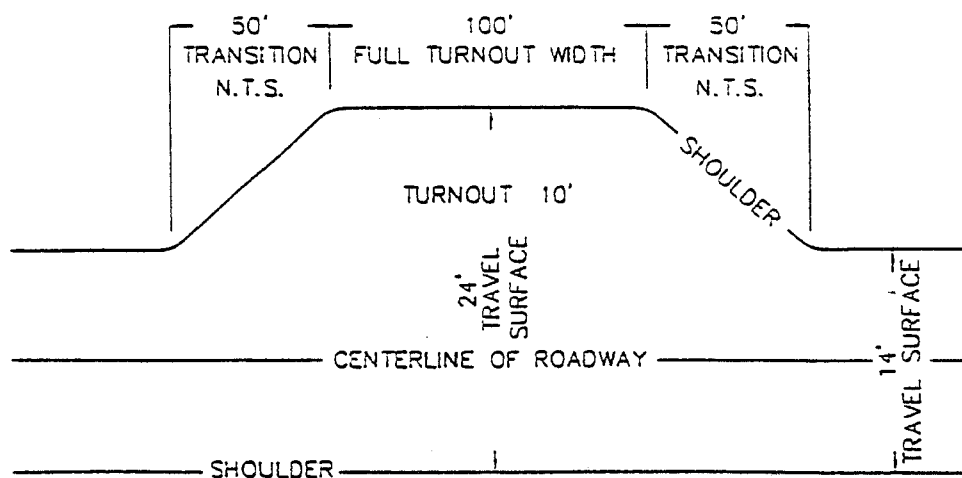 50'
TRANSITION
N.T.S.
100'
FULL TURNOUT WIDTH
50'
TRANSITION
N.T.S.
SHOULDER
TURNOUT 10'
24'
TRAVEL
SURFACE
14'
TRAVEL SURFACE
CENTERLINE OF ROADWAY
SHOULDER